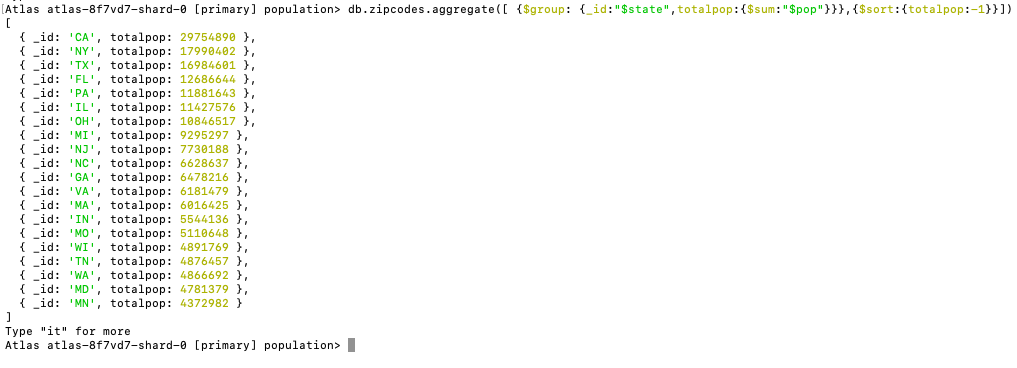 Atlas atlas-8f7vd7-shard-0 [primary] population> db.zipcodes.aggregate([ {$group: {_id:"$state",totalpop:{$sum:"$pop"}}},{$sort:{totalpop:-1}}])
[
  { _id: 'CA', totalpop: 29754890 },
  { _id: 'NY', totalpop: 17990402 },
  { _id: 'TX', totalpop: 16984601 },
  { _id: 'FL', totalpop: 12686644 },
  { _id: 'PA', totalpop: 11881643 },
  { _id: 'IL', totalpop: 11427576 },
  { _id: 'OH', totalpop: 10846517 },
  { _id: 'MI', totalpop: 9295297 },
  { _id: 'NJ', totalpop: 7730188 },
  { _id: 'NC', totalpop: 6628637 },
  { _id: 'GA', totalpop: 6478216 },
  { _id: 'VA', totalpop: 6181479 },
  { _id: 'MA', totalpop: 6016425 },
  { _id: 'IN', totalpop: 5544136 },
  { _id: 'MO', totalpop: 5110648 },
  { _id: 'WI', totalpop: 4891769 },
  { _id: 'TN', totalpop: 4876457 },
  { _id: 'WA', totalpop: 4866692 },
  { _id: 'MD', totalpop: 4781379 },
  { _id: 'MN', totalpop: 4372982 }
]
Type "it" for more
Atlas atlas-8f7vd7-shard-0 [primary] population>